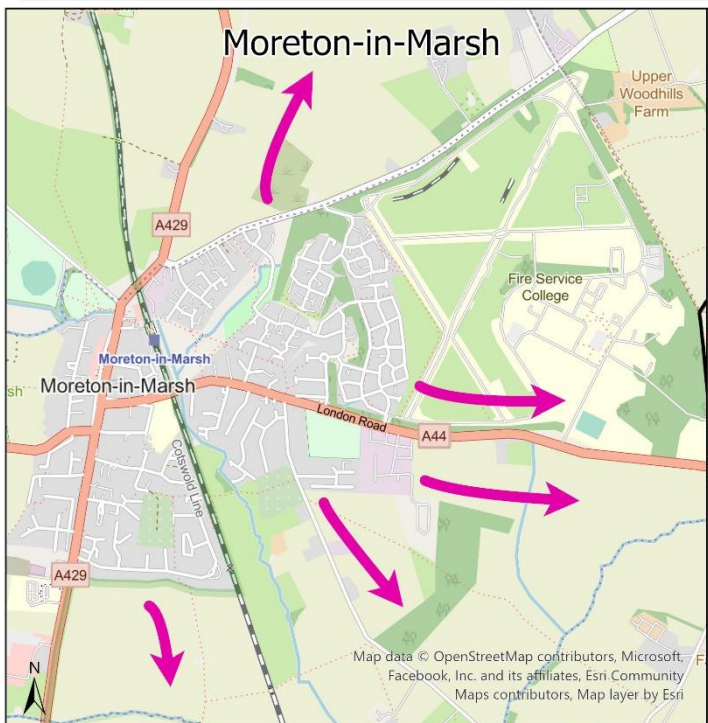 Moreton-in-Marsh
Upper
Woodhills
Farm
A429
Fire Service
College
Moreton-in-Marsh
Moreton-in-Marsh
sh
London Road
A44
Cotswold Line
A429
N
Map data © OpenStreetMap contributors, Microsoft,
Facebook, Inc. and its affiliates, Esri Community
Maps contributors, Map layer by Esri
Fa